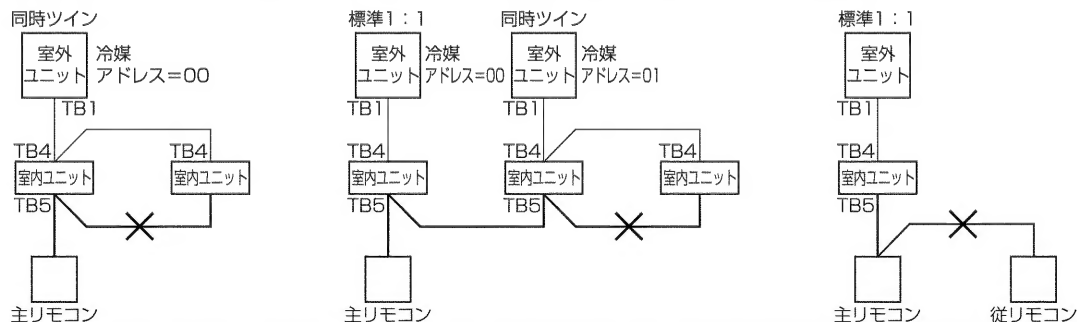 同時ツイン
室外
ユニット
冷媒
アドレス=00
TB1
TB4
TB4
室内ユニット
室内ユニット
TB5
主リモコン
標準1：1
同時ツイン
室外
ユニット
冷媒
アドレス=00
室外
ユニット
冷媒
アドレス=01
TB1
TB1
TB4
TB4
TB4
室内ユニット
室内ユニット
室内ユニット
TB5
TB5
主リモコン
標準1：1
室外
ユニット
TB1
TB4
室内ユニット
TB5
主リモコン
従リモコン